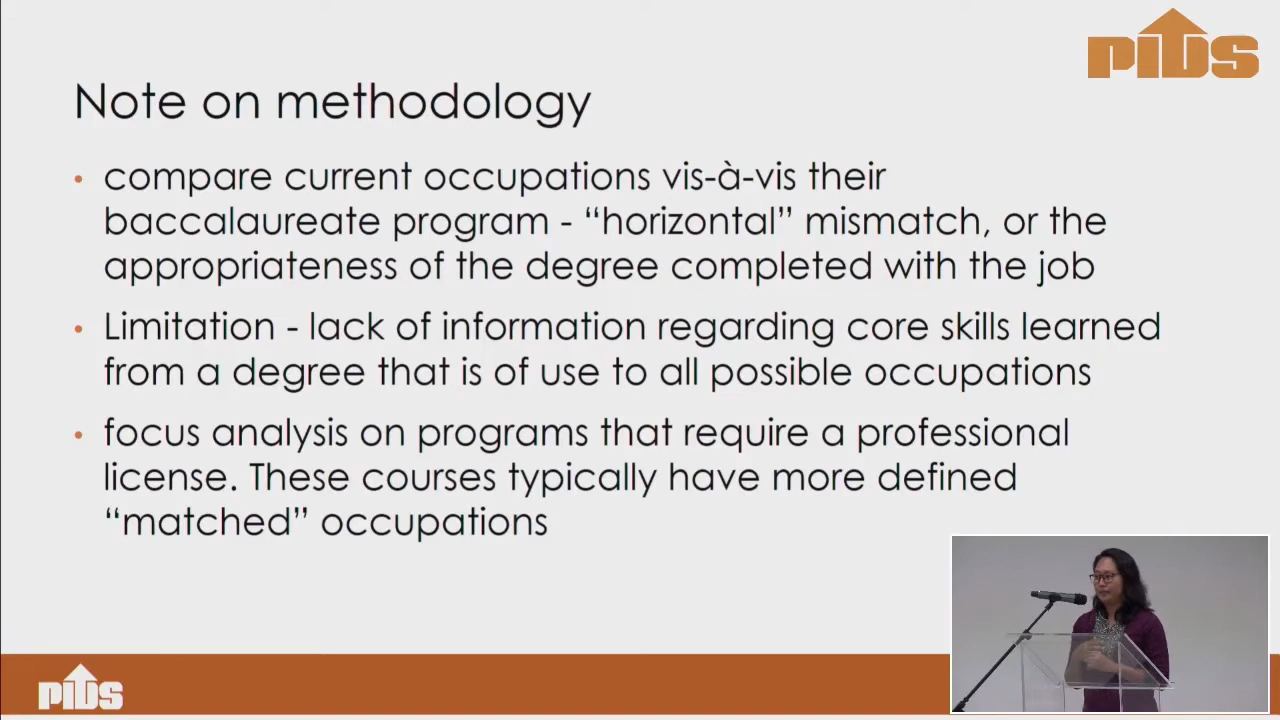 PIDS
Note on methodology
• compare current occupations vis-à-vis their
baccalaureate program - “horizontal” mismatch, or the
appropriateness of the degree completed with the job
• Limitation - lack of information regarding core skills learned
from a degree that is of use to all possible occupations
• focus analysis on programs that require a professional
license. These courses typically have more defined
“matched” occupations
PIDS